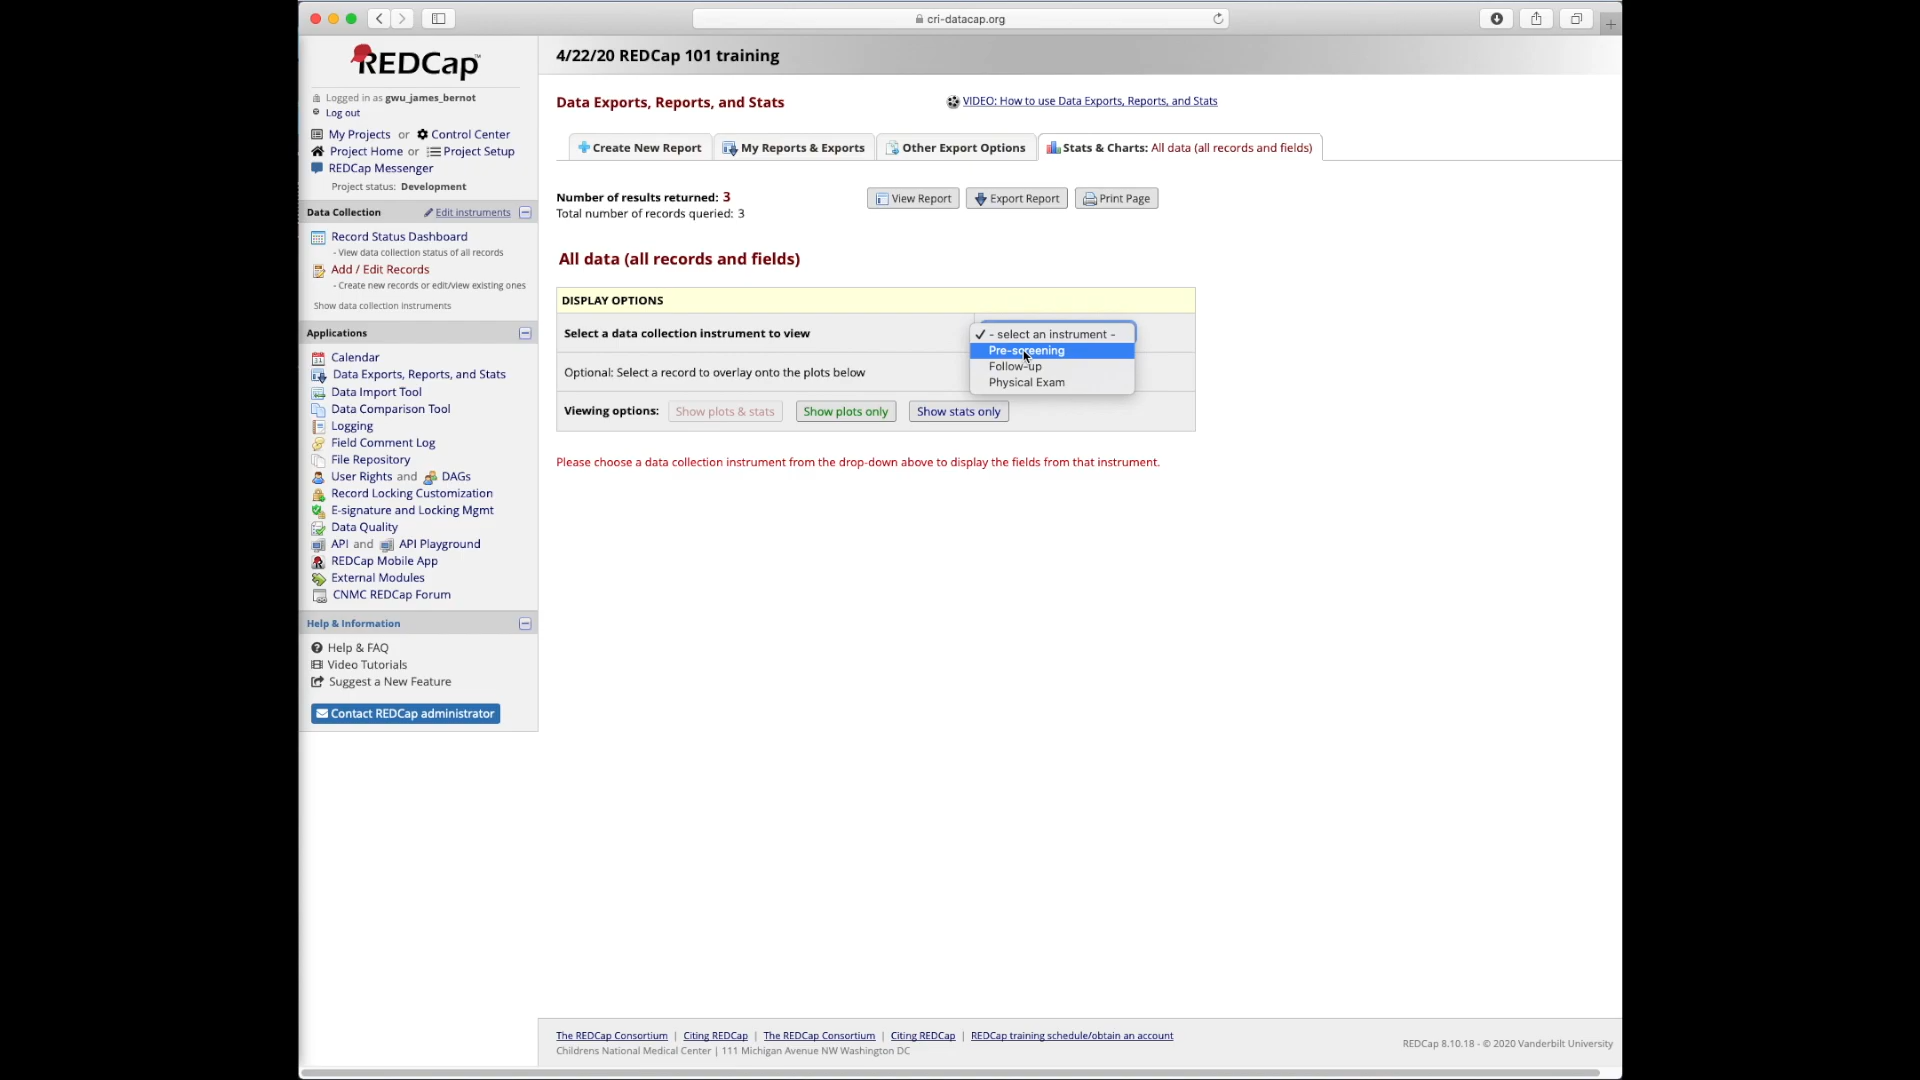 cri-datacap.org
REDCap
4/22/20 REDCap 101 training
Logged in as gwu_james_bernot
Log out
My Projects or Control Center
Project Home or Project Setup
REDCap Messenger
Project status: Development
Data Collection Edit instruments
Record Status Dashboard
- View data collection status of all records
Add / Edit Records
- Create new records or edit/view existing ones
Show data collection instruments
Applications
Calendar
Data Exports, Reports, and Stats
Data Import Tool
Data Comparison Tool
Logging
Field Comment Log
File Repository
User Rights and DAGs
Record Locking Customization
E-signature and Locking Mgmt
Data Quality
API and API Playground
REDCap Mobile App
External Modules
CNMC REDCap Forum
Help & Information
Help & FAQ
Video Tutorials
Suggest a New Feature
Contact REDCap administrator
Data Exports, Reports, and Stats
VIDEO: How to use Data Exports, Reports, and Stats
Create New Report My Reports & Exports Other Export Options Stats & Charts: All data (all records and fields)
Number of results returned: 3
Total number of records queried: 3
View Report Export Report Print Page
All data (all records and fields)
DISPLAY OPTIONS
Select a data collection instrument to view
- select an instrument -
Pre-screening
Follow-up
Physical Exam
Optional: Select a record to overlay onto the plots below
Viewing options: Show plots & stats Show plots only Show stats only
Please choose a data collection instrument from the drop-down above to display the fields from that instrument.
The REDCap Consortium | Citing REDCap | The REDCap Consortium | Citing REDCap | REDCap training schedule/obtain an account
Childrens National Medical Center | 111 Michigan Avenue NW Washington DC
REDCap 8.10.18 - © 2020 Vanderbilt University